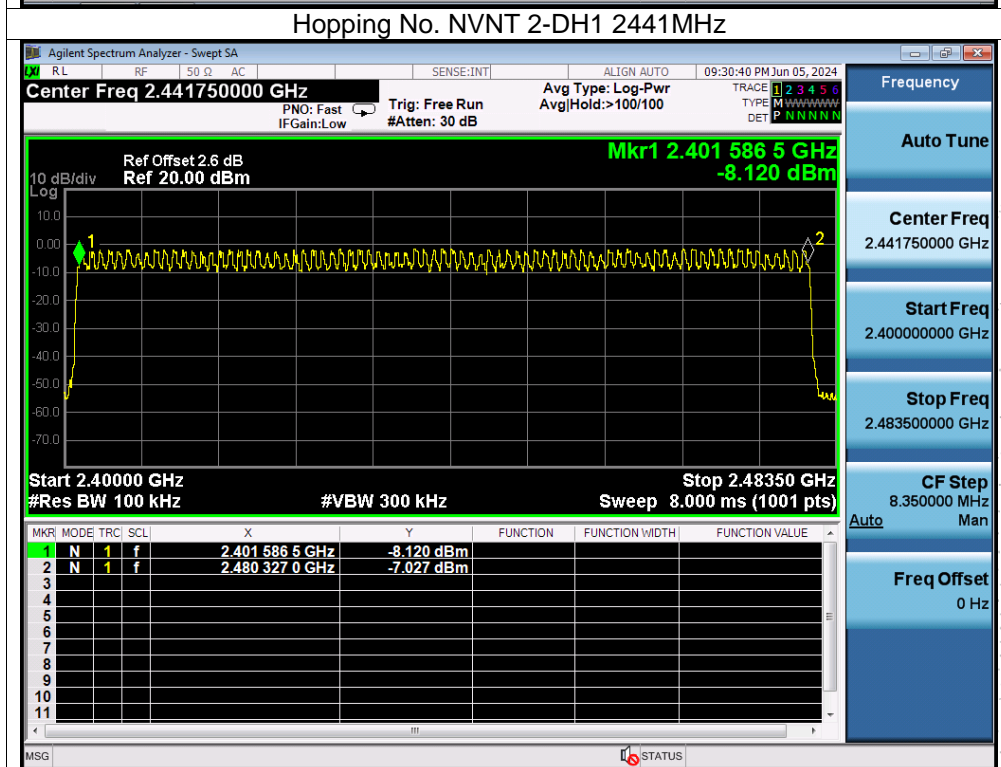 Hopping No. NVNT 2-DH1 2441MHz
Agilent Spectrum Analyzer - Swept SA
LXI RL RF 50 Ω AC SENSE:INT ALIGN AUTO 09:30:40 PM Jun 05, 2024
Center Freq 2.441750000 GHz
PNO: Fast
IFGain:Low
Trig: Free Run
#Atten: 30 dB
Avg Type: Log-Pwr
Avg|Hold:>100/100
TRACE 1 2 3 4 5 6
TYPE M WWWWW
DET P N N N N N
Ref Offset 2.6 dB
Ref 20.00 dBm
10 dB/div
Log
Mkr1 2.401 586 5 GHz
-8.120 dBm
10.0
0.00
-10.0
-20.0
-30.0
-40.0
-50.0
-60.0
-70.0
1
2
Start 2.40000 GHz
#Res BW 100 kHz
#VBW 300 kHz
Stop 2.48350 GHz
Sweep 8.000 ms (1001 pts)
MKR MODE TRC SCL X Y FUNCTION FUNCTION WIDTH FUNCTION VALUE
1 N 1 f 2.401 586 5 GHz -8.120 dBm
2 N 1 f 2.480 327 0 GHz -7.027 dBm
3
4
5
6
7
8
9
10
11
MSG
STATUS
Frequency
Auto Tune
Center Freq
2.441750000 GHz
Start Freq
2.400000000 GHz
Stop Freq
2.483500000 GHz
CF Step
8.350000 MHz
Auto Man
Freq Offset
0 Hz